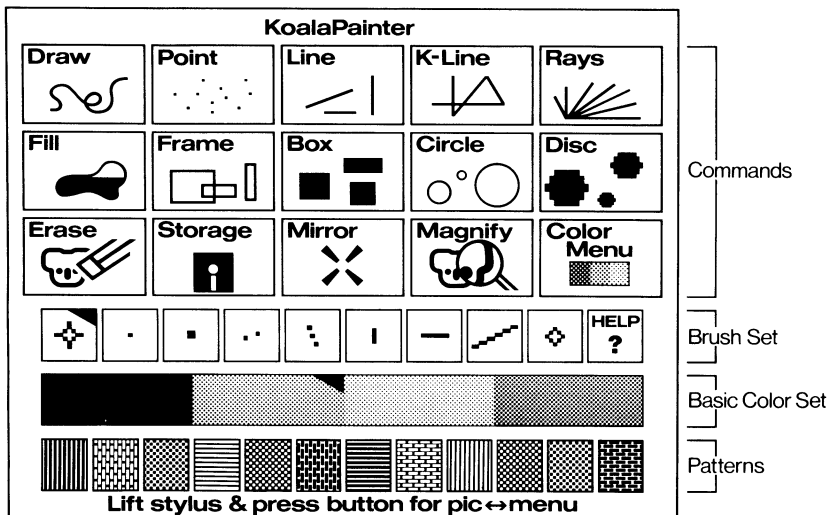 KoalaPainter
Draw Point Line K-Line Rays
Fill Frame Box Circle Disc
Commands
Erase Storage Mirror Magnify Color
Menu
HELP
?
Brush Set
Basic Color Set
Patterns
Lift stylus & press button for pic↔menu